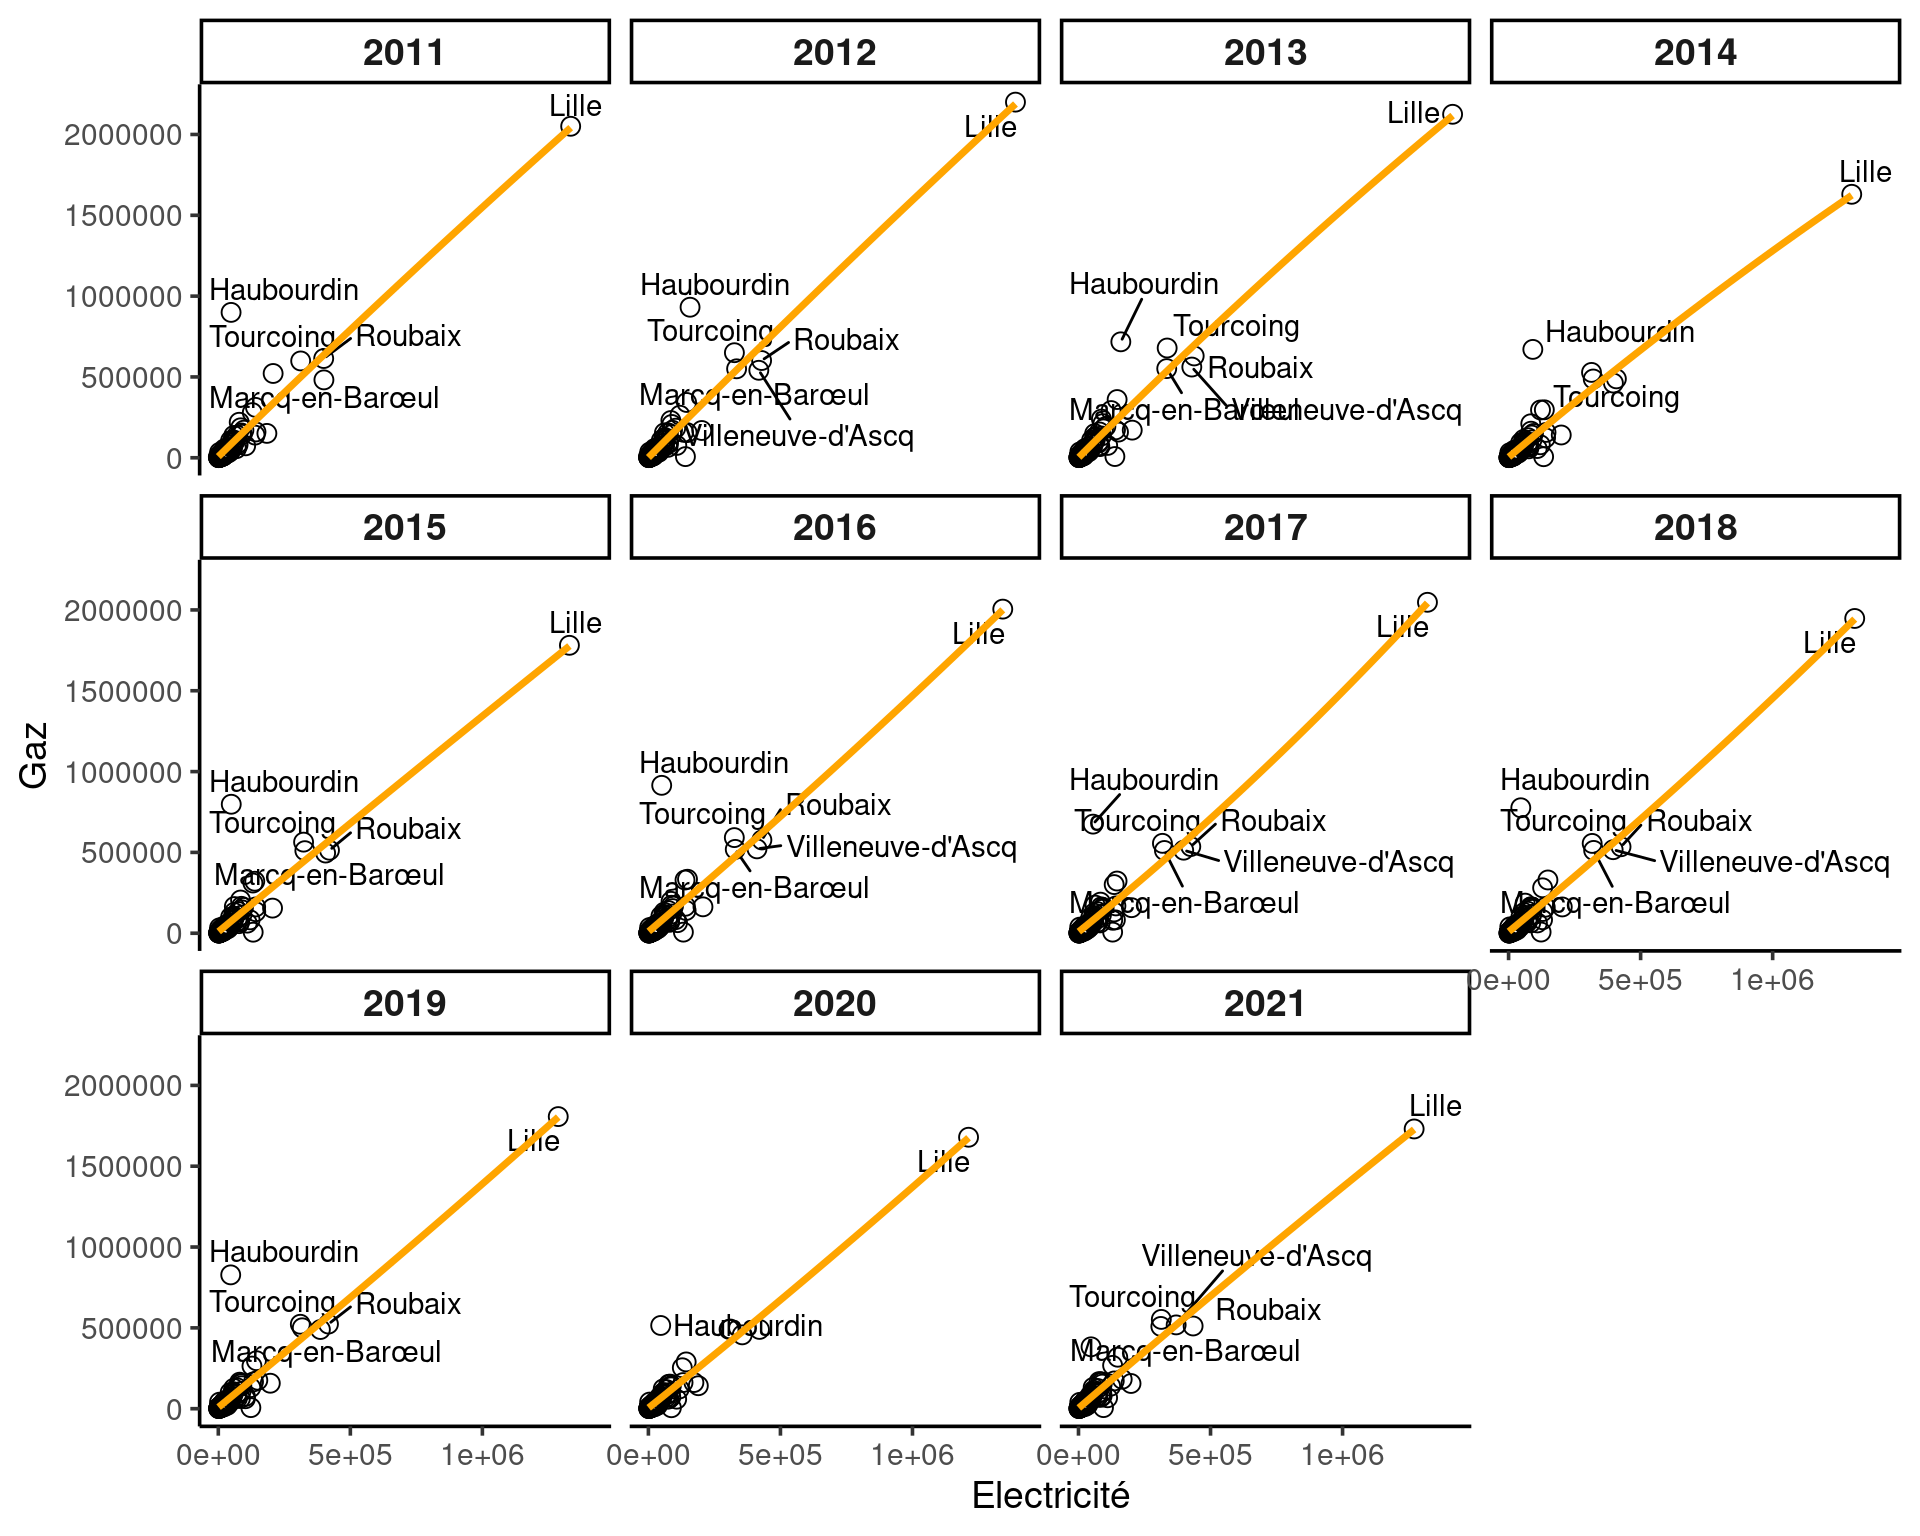 2011
2012
2013
2014
Lille
Haubourdin
Tourcoing
Roubaix
Marcq-en-Barœul
Lille
Haubourdin
Tourcoing
Roubaix
Marcq-en-Barœul
Villeneuve-d'Ascq
Lille
Haubourdin
Tourcoing
Roubaix
Marcq-en-Barœul
Villeneuve-d'Ascq
Lille
Haubourdin
Tourcoing
2000000
1500000
1000000
500000
0
2015
2016
2017
2018
Lille
Haubourdin
Tourcoing
Roubaix
Marcq-en-Barœul
Lille
Haubourdin
Tourcoing
Roubaix
Villeneuve-d'Ascq
Marcq-en-Barœul
Lille
Haubourdin
Tourcoing
Roubaix
Villeneuve-d'Ascq
Marcq-en-Barœul
Lille
Haubourdin
Tourcoing
Roubaix
Villeneuve-d'Ascq
Marcq-en-Barœul
2000000
1500000
1000000
500000
0
0e+00 5e+05 1e+06
Gaz
2019
2020
2021
Lille
Haubourdin
Tourcoing
Roubaix
Marcq-en-Barœul
Lille
Haubourdin
Lille
Villeneuve-d'Ascq
Tourcoing
Roubaix
Marcq-en-Barœul
2000000
1500000
1000000
500000
0
0e+00 5e+05 1e+06
0e+00 5e+05 1e+06
0e+00 5e+05 1e+06
Electricité